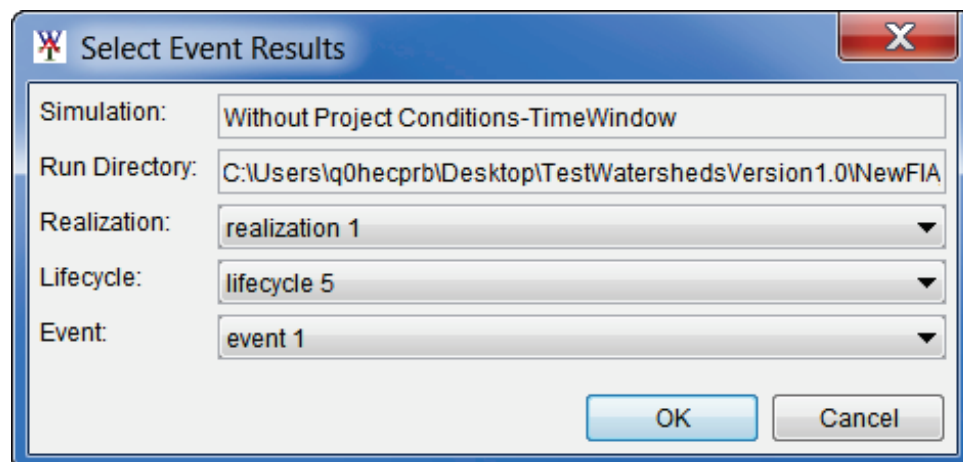 Select Event Results
Simulation: Without Project Conditions-TimeWindow
Run Directory: C:\Users\q0hecprb\Desktop\TestWatershedsVersion1.0\NewFIA
Realization: realization 1
Lifecycle: lifecycle 5
Event: event 1
OK Cancel